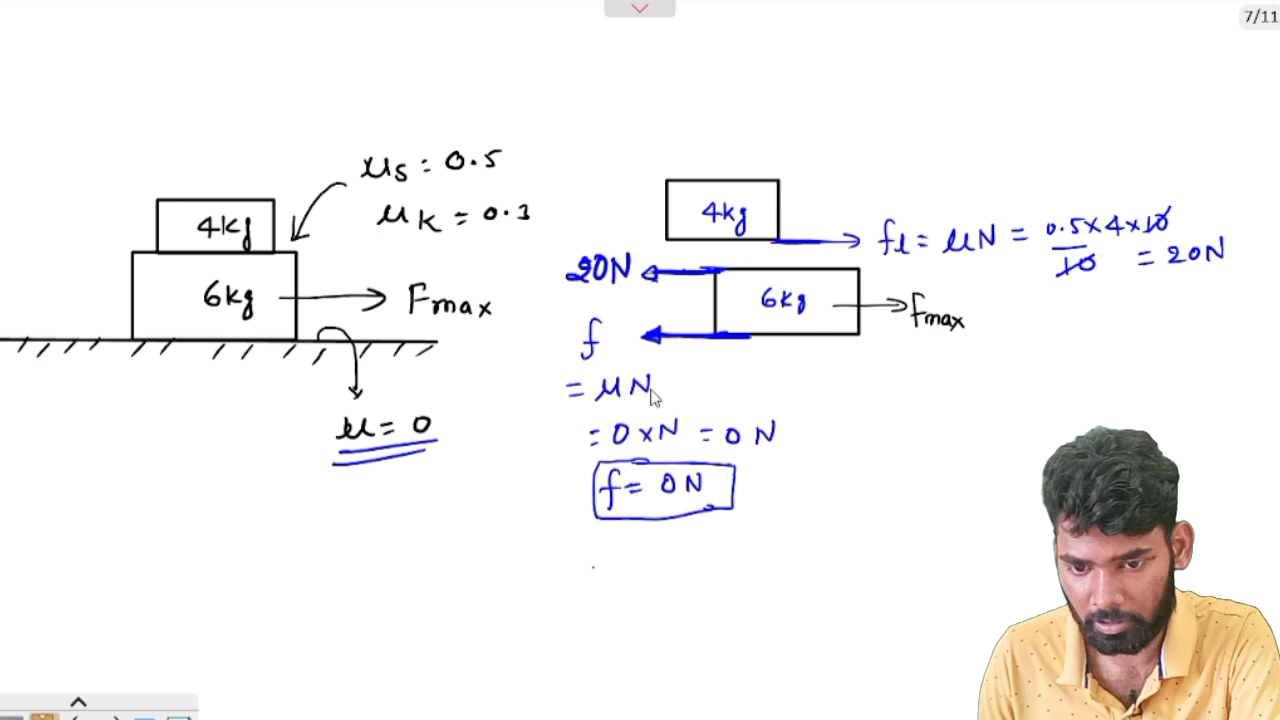 7/11
μs = 0.5
μk = 0.3
4kg
6kg
Fmax
μ = 0
4kg
fl = μN = 0.5×4×10
10
= 20N
20N
6kg
fmax
f
= μN
= 0×N = 0 N
f = 0N